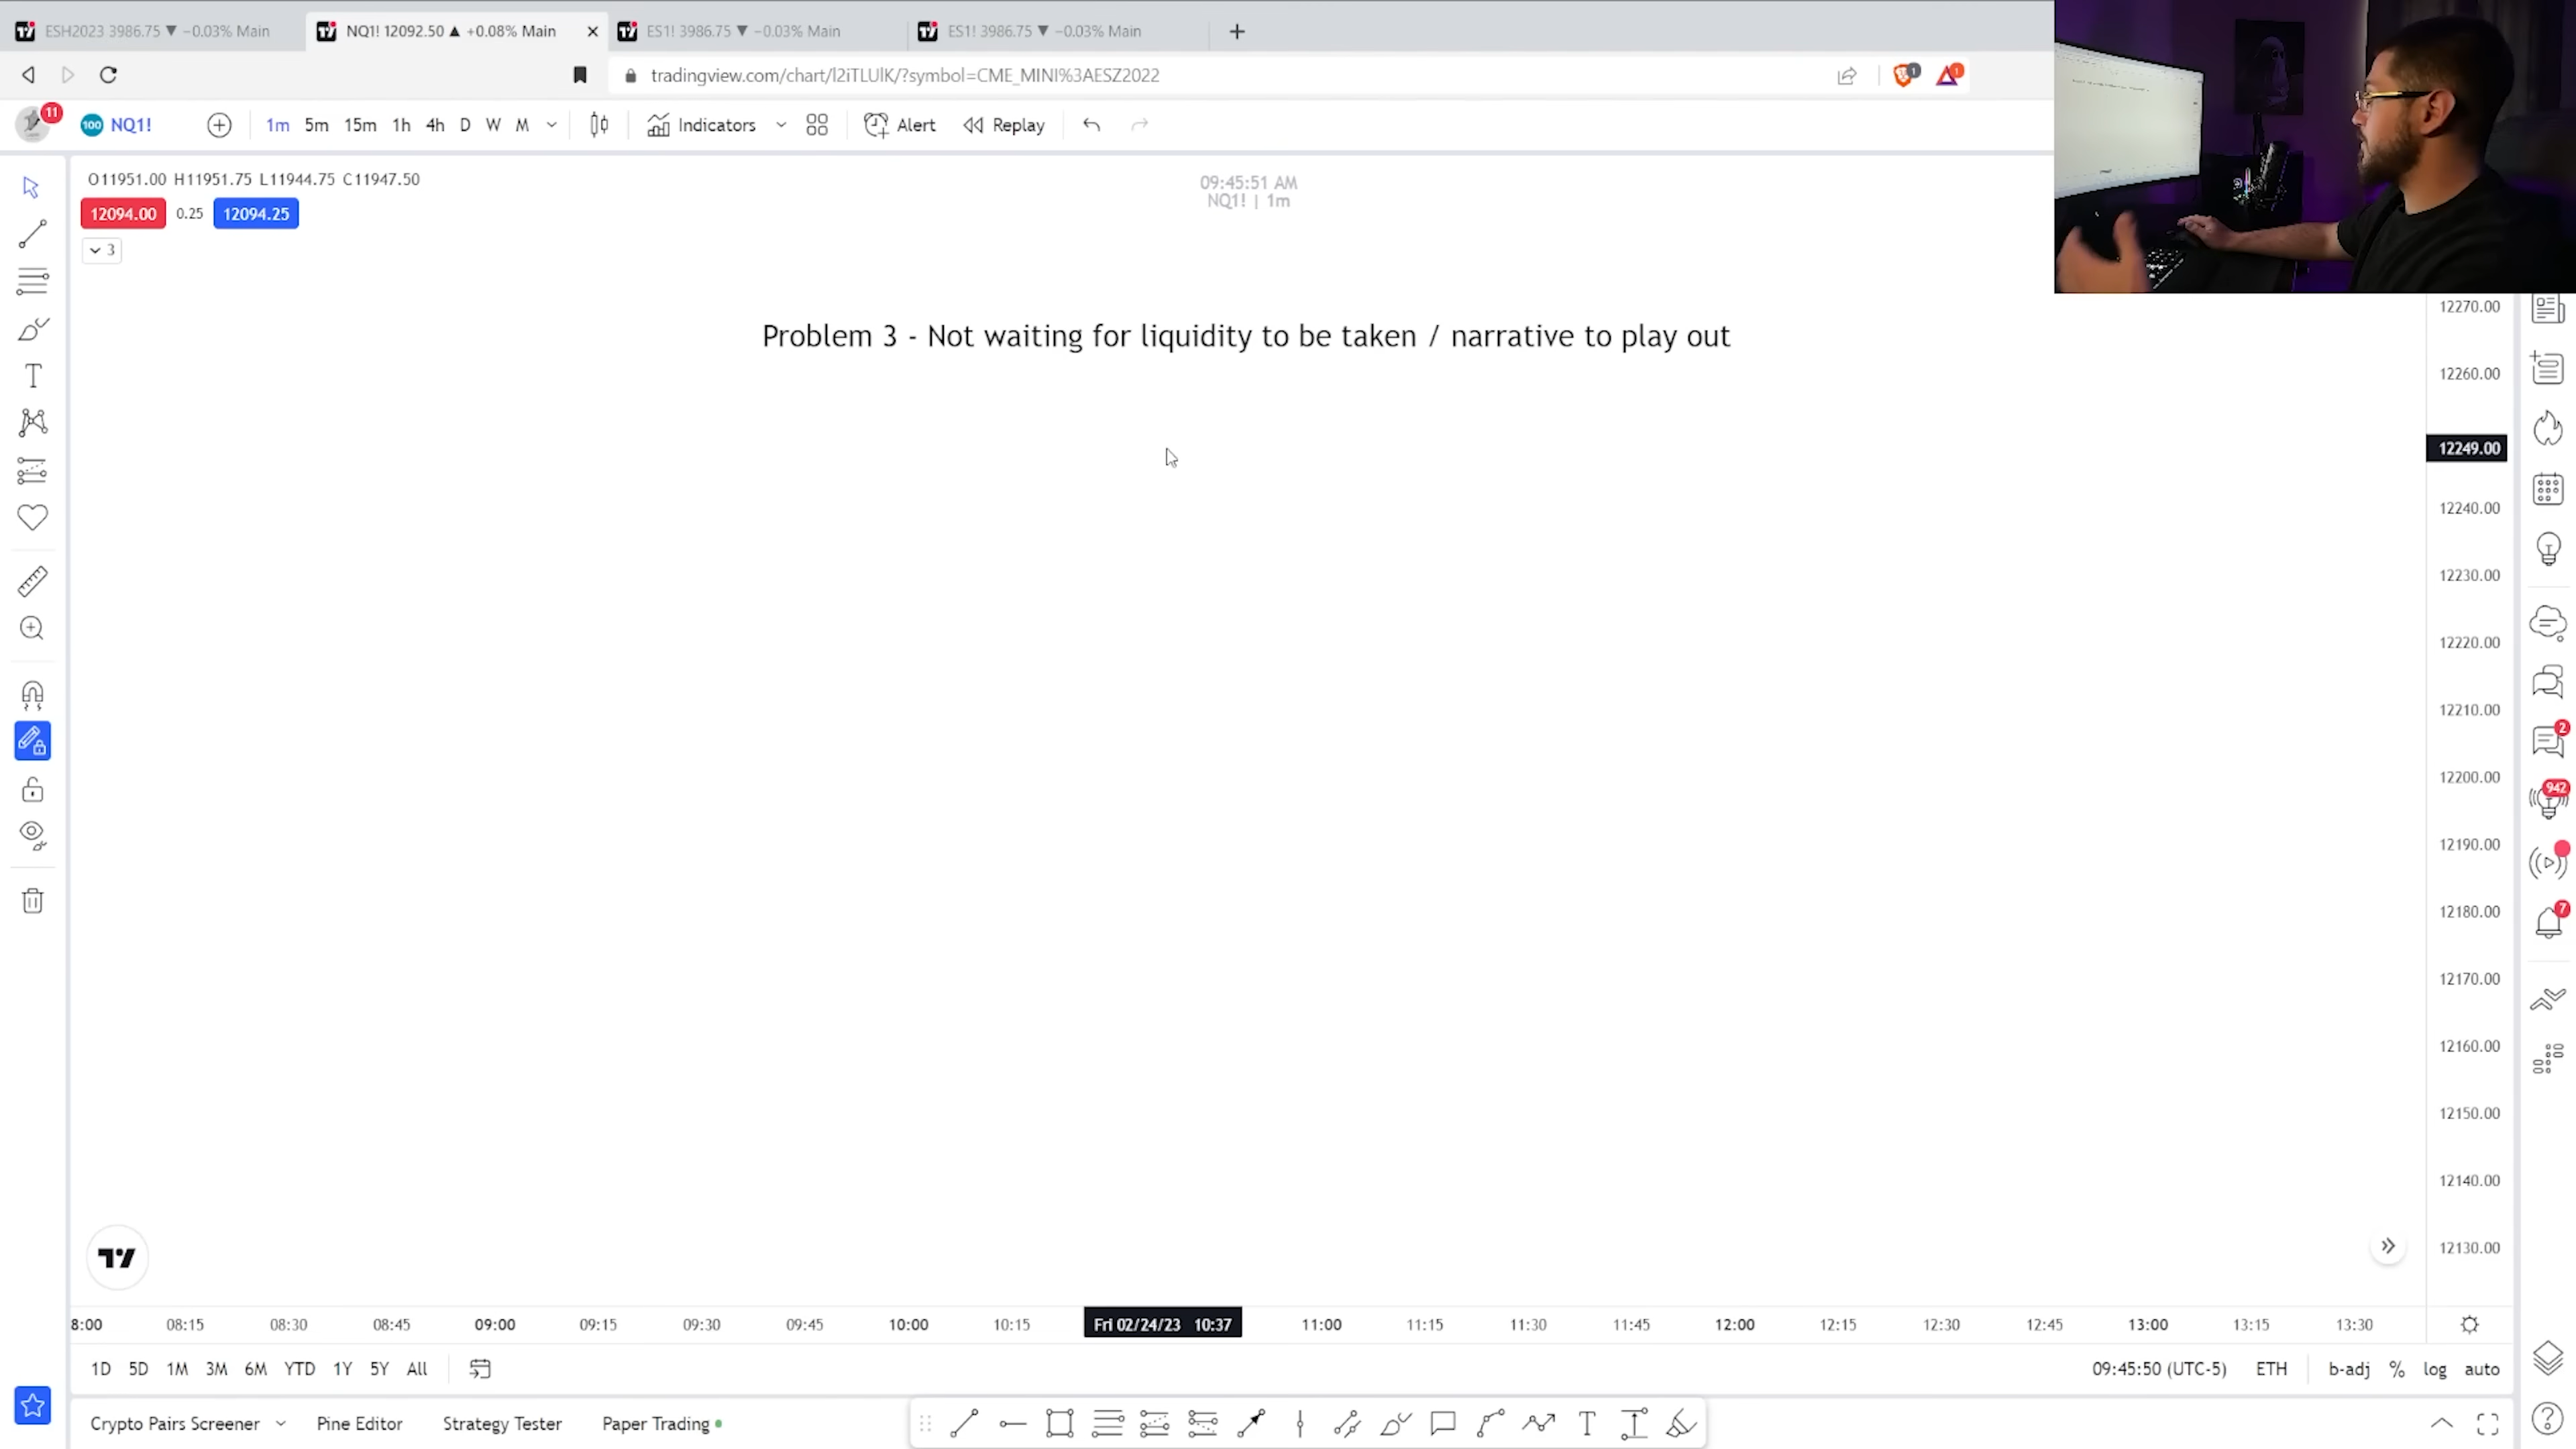 ESH2023 3986.75 ▼ −0.03% Main
NQ1! 12092.50 ▲ +0.08% Main
ES1! 3986.75 ▼ −0.03% Main
ES1! 3986.75 ▼ −0.03% Main
tradingview.com/chart/l2iTLUlK/?symbol=CME_MINI%3AESZ2022
1
1
11
100 NQ1!
1m 5m 15m 1h 4h D W M
Indicators
Alert
Replay
O11951.00 H11951.75 L11944.75 C11947.50
12094.00 0.25 12094.25
3
09:45:51 AM
NQ1! | 1m
Problem 3 - Not waiting for liquidity to be taken / narrative to play out
12270.00
12260.00
12249.00
12240.00
12230.00
12220.00
12210.00
12200.00
12190.00
12180.00
12170.00
12160.00
12150.00
12140.00
12130.00
2
942
7
8:00 08:15 08:30 08:45 09:00 09:15 09:30 09:45 10:00 10:15 Fri 02/24/23 10:37 11:00 11:15 11:30 11:45 12:00 12:15 12:30 12:45 13:00 13:15 13:30
1D 5D 1M 3M 6M YTD 1Y 5Y All
09:45:50 (UTC-5) ETH b-adj % log auto
Crypto Pairs Screener Pine Editor Strategy Tester Paper Trading